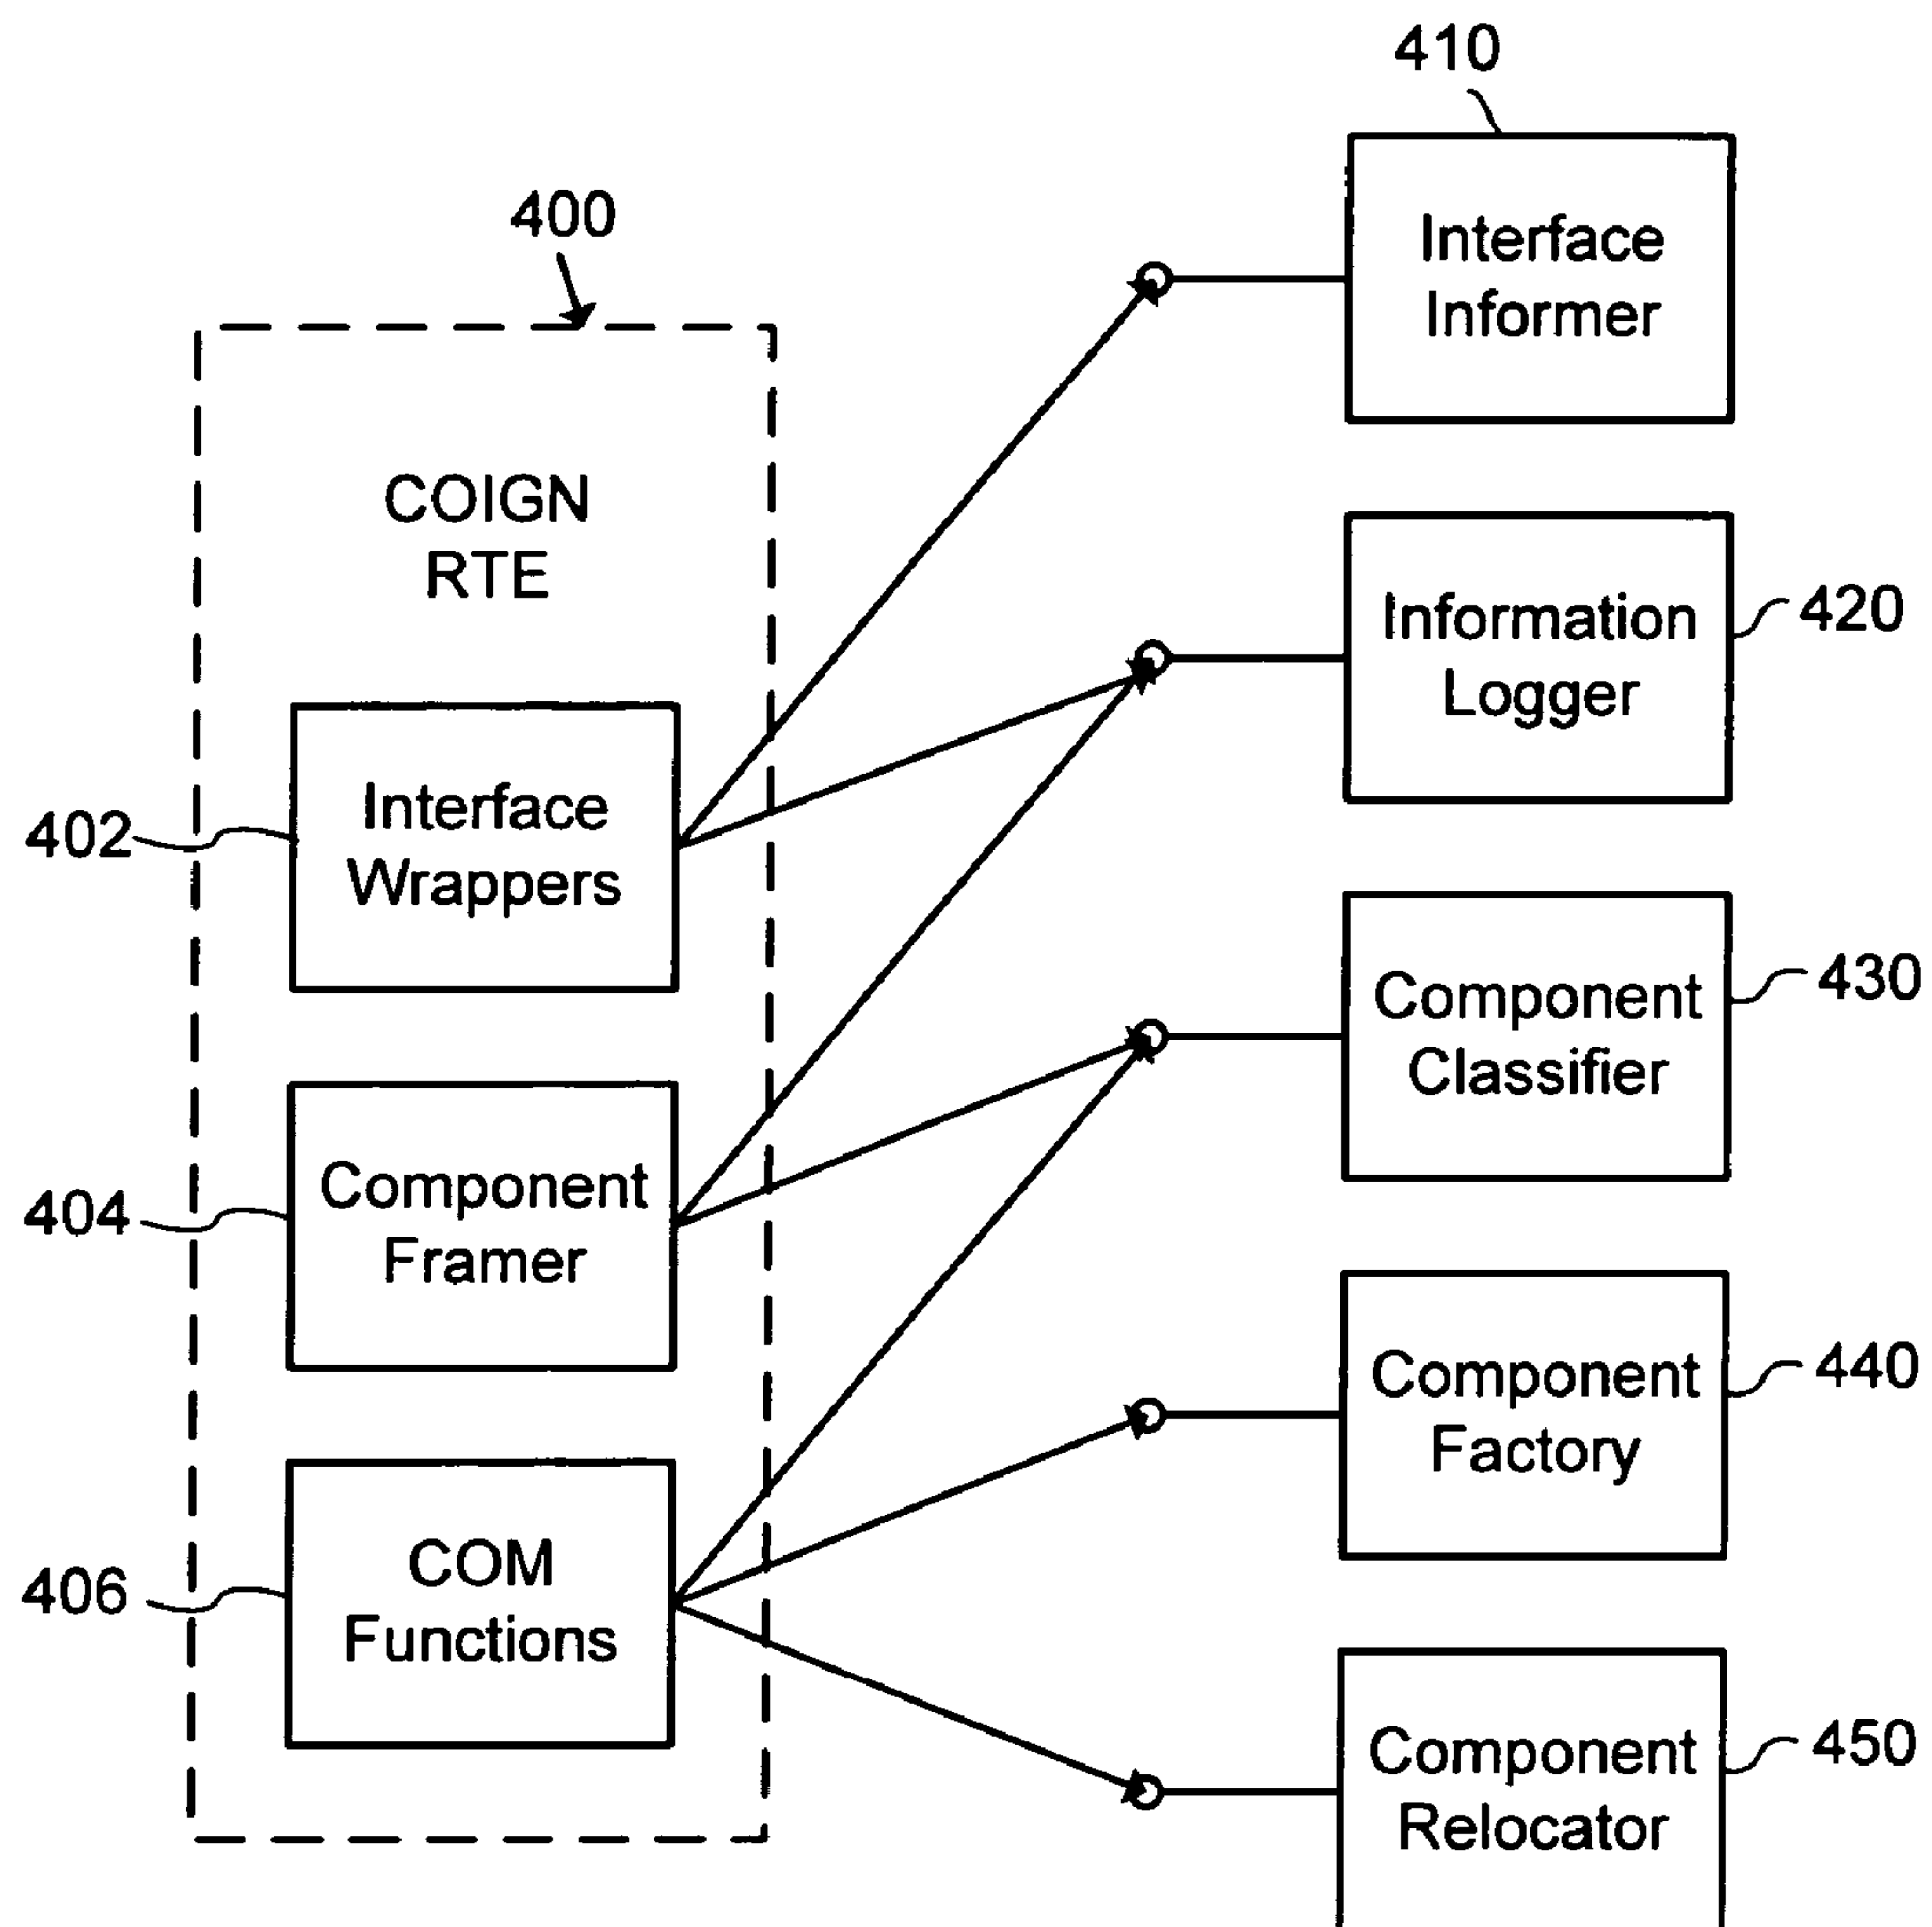 410
400
Interface
Informer
COIGN
RTE
Information
Logger
420
402
Interface
Wrappers
Component
Classifier
430
404
Component
Framer
Component
Factory
440
406
COM
Functions
Component
Relocator
450